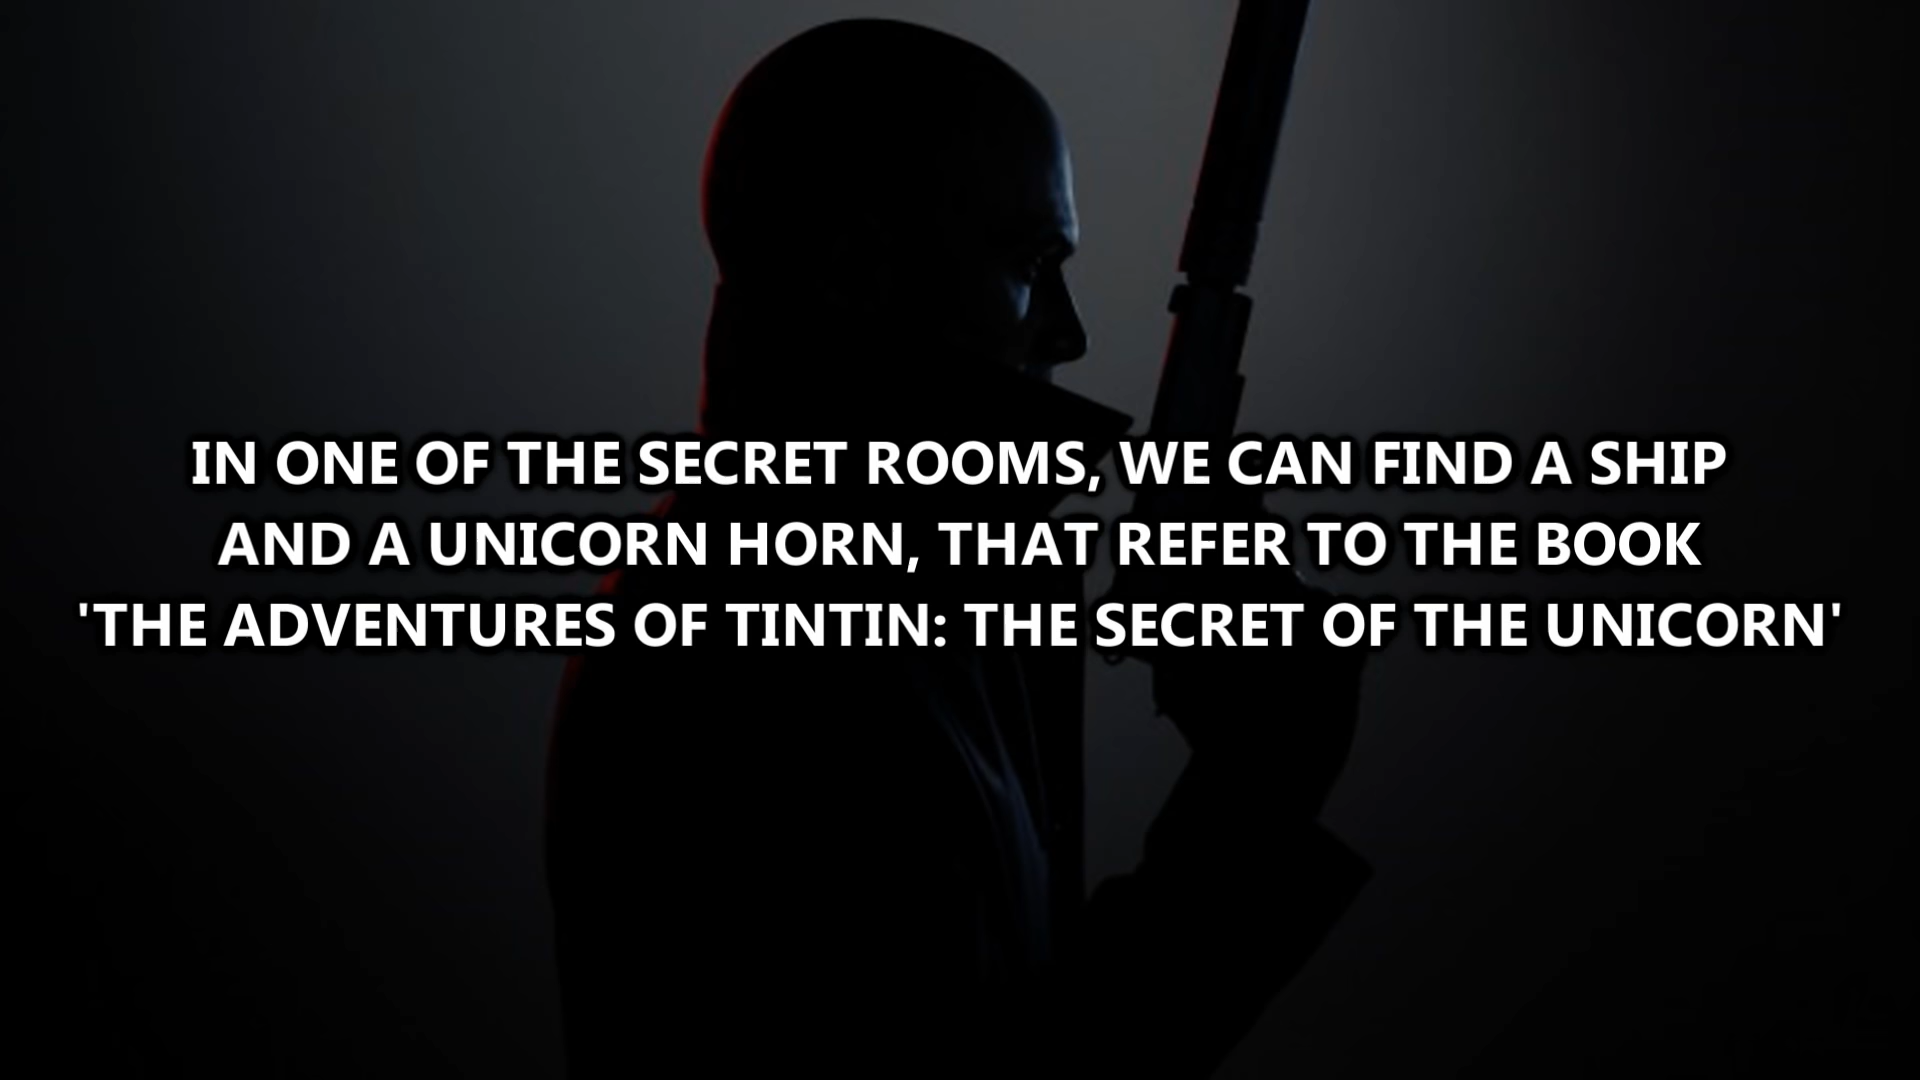 IN ONE OF THE SECRET ROOMS, WE CAN FIND A SHIP
AND A UNICORN HORN, THAT REFER TO THE BOOK
'THE ADVENTURES OF TINTIN: THE SECRET OF THE UNICORN'